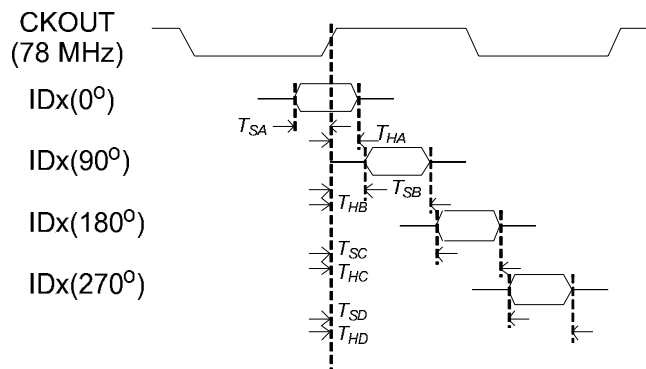 CKOUT
(78 MHz)
IDx(0°)
T_SA
T_HA
IDx(90°)
T_SB
T_HB
IDx(180°)
T_SC
T_HC
IDx(270°)
T_SD
T_HD